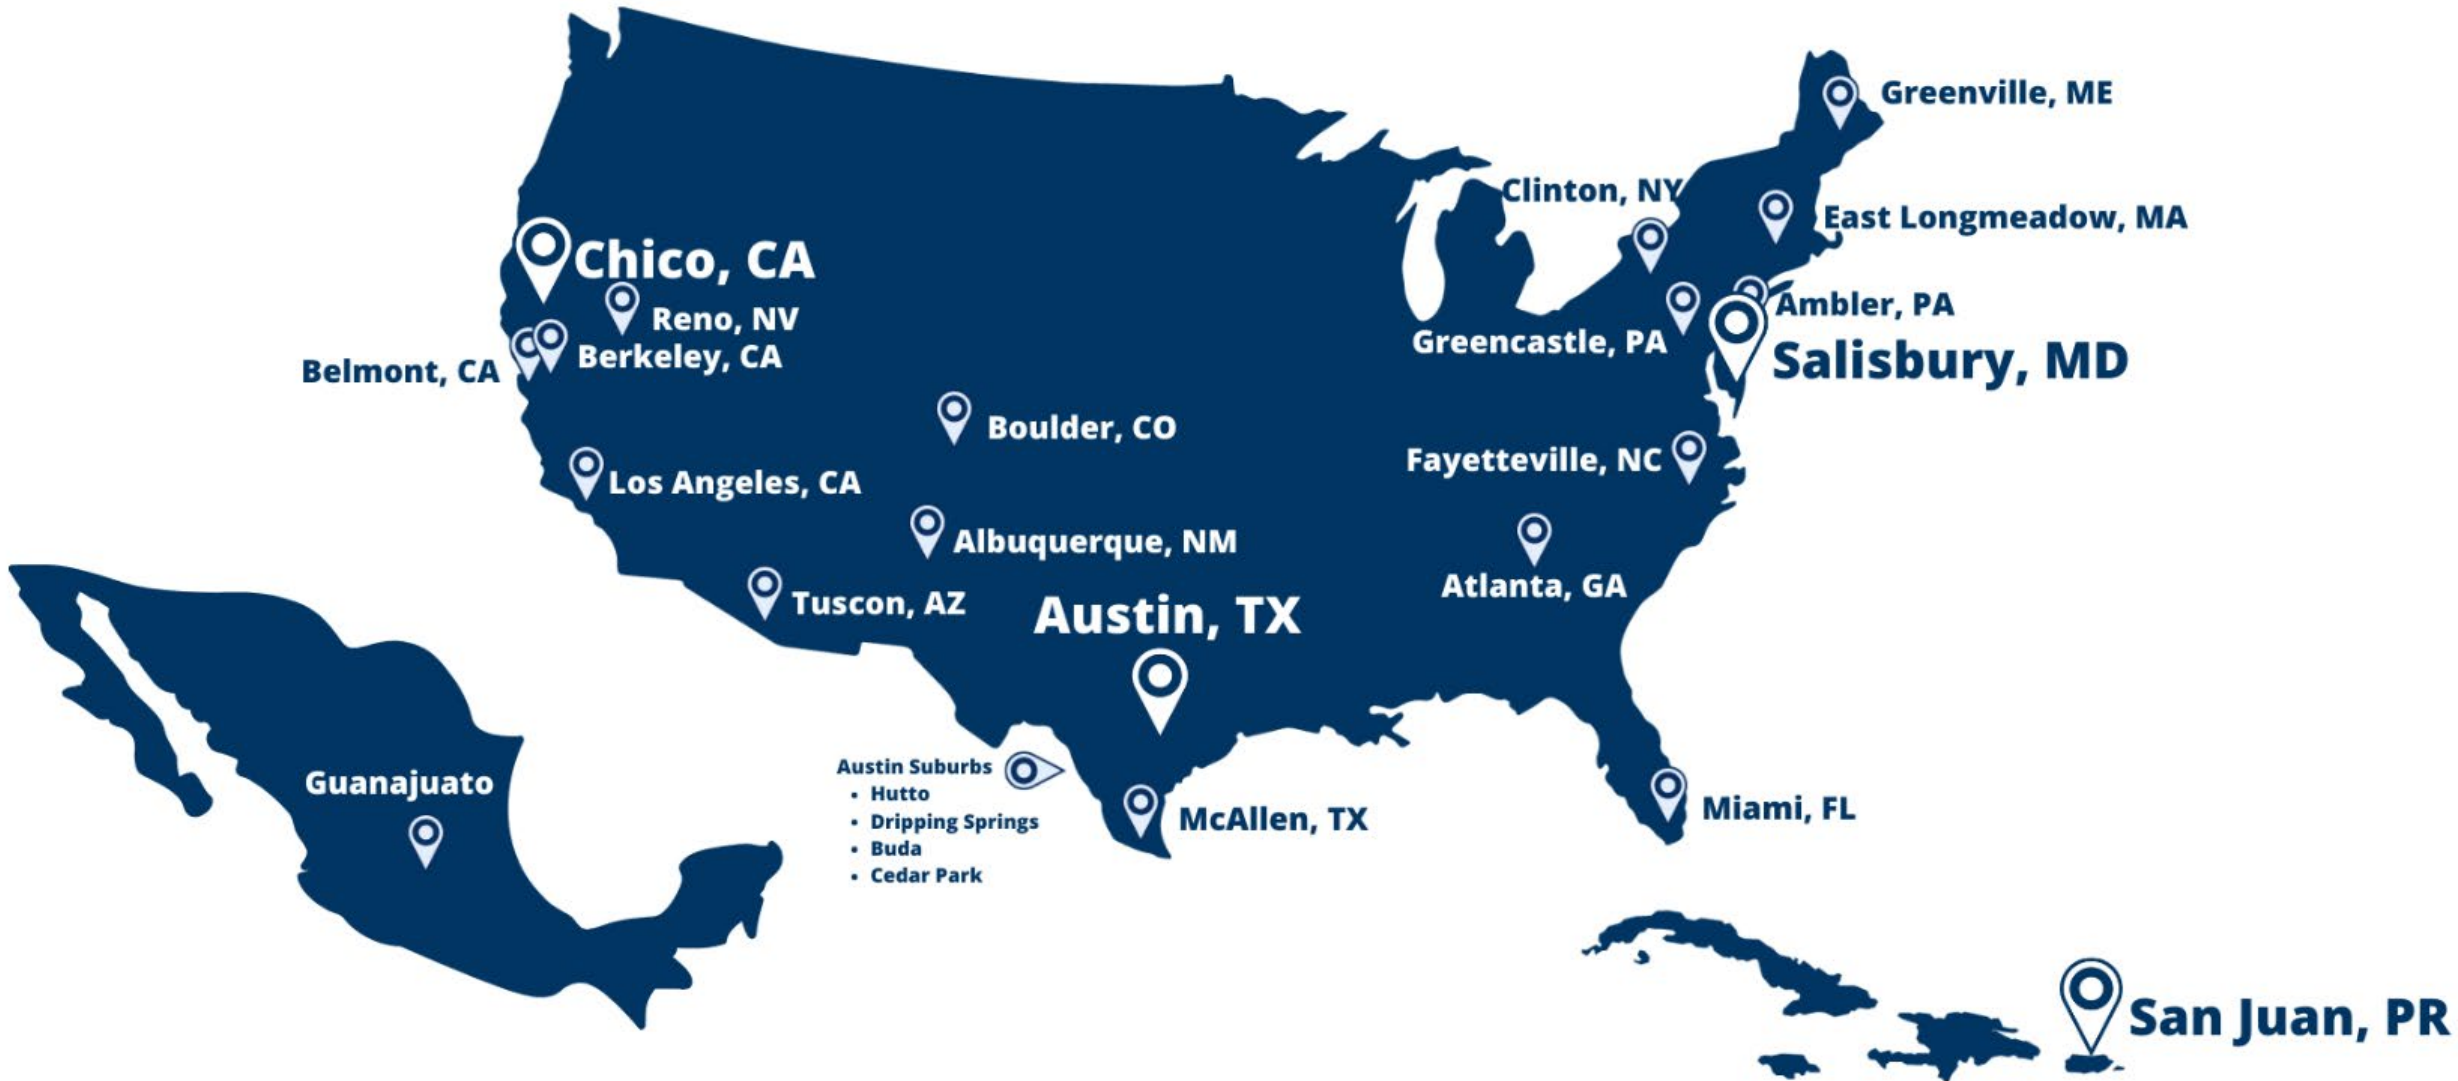 Greenville, ME
Clinton, NY
East Longmeadow, MA
Chico, CA
Reno, NV
Ambler, PA
Greencastle, PA
Berkeley, CA
Belmont, CA
Salisbury, MD
Boulder, CO
Fayetteville, NC
Los Angeles, CA
Albuquerque, NM
Atlanta, GA
Tuscon, AZ
Austin, TX
Austin Suburbs
• Hutto
• Dripping Springs
• Buda
• Cedar Park
Guanajuato
McAllen, TX
Miami, FL
San Juan, PR